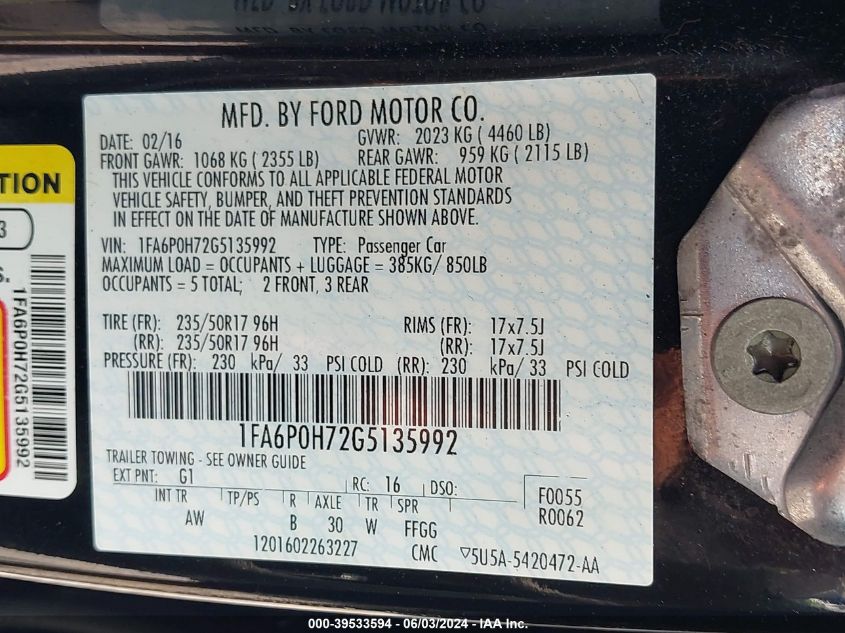 MFD. BY FORD MOTOR CO
MFD. BY FORD MOTOR CO.
DATE: 02/16 GVWR: 2023 KG ( 4460 LB)
FRONT GAWR: 1068 KG ( 2355 LB) REAR GAWR: 959 KG ( 2115 LB)
THIS VEHICLE CONFORMS TO ALL APPLICABLE FEDERAL MOTOR
VEHICLE SAFETY, BUMPER, AND THEFT PREVENTION STANDARDS
IN EFFECT ON THE DATE OF MANUFACTURE SHOWN ABOVE.
VIN: 1FA6P0H72G5135992 TYPE: Passenger Car
MAXIMUM LOAD = OCCUPANTS + LUGGAGE = 385KG/ 850LB
OCCUPANTS = 5 TOTAL; 2 FRONT, 3 REAR
TIRE (FR): 235/50R17 96H RIMS (FR): 17x7.5J
(RR): 235/50R17 96H (RR): 17x7.5J
PRESSURE (FR): 230 kPa/ 33 PSI COLD (RR): 230 kPa/ 33 PSI COLD
1FA6P0H72G5135992
TRAILER TOWING - SEE OWNER GUIDE
EXT PNT: G1 RC: 16 DSO: F0055
INT TR TP/PS R AXLE TR SPR R0062
AW B 30 W FFGG
1201602263227 CMC ▽5U5A-5420472-AA
TION
3
S.
1FA6P0H72G5135992
000-39533594 - 06/03/2024 - IAA Inc.